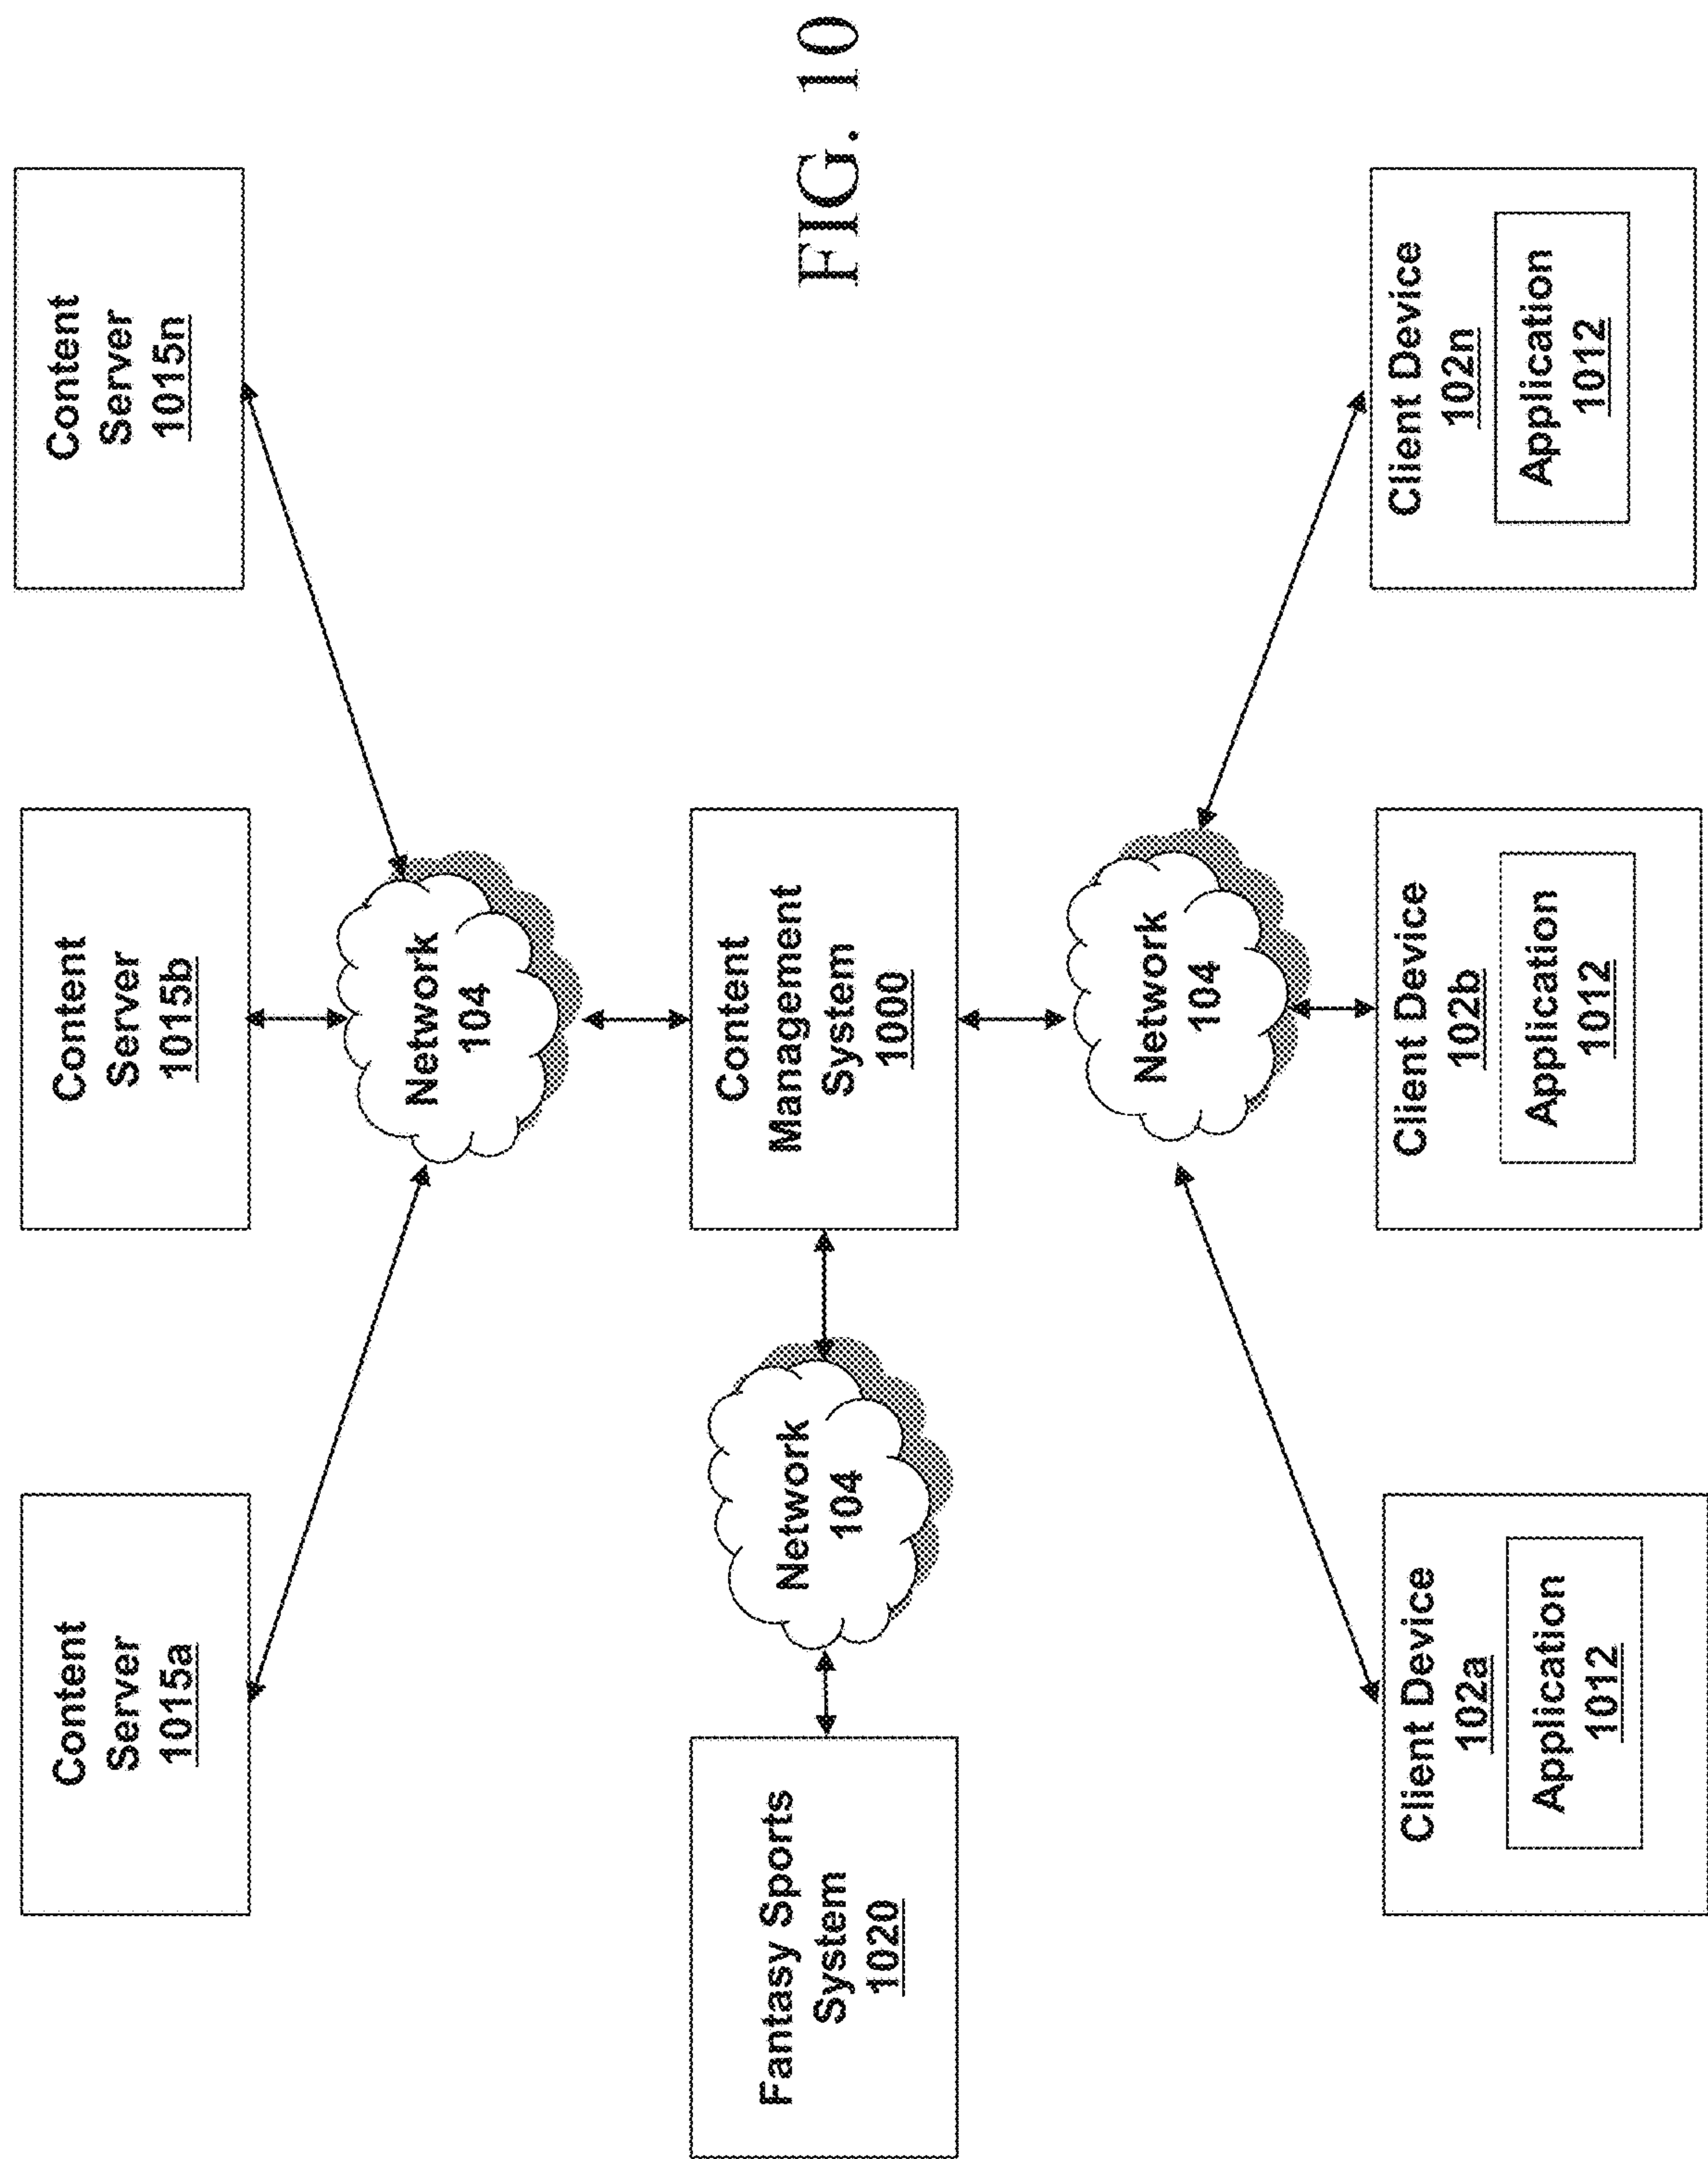 Content
Server
1015a
Content
Server
1015b
Content
Server
1015n
Network
104
Fantasy Sports
System
1020
Network
104
Content
Management
System
1000
Network
104
Client Device
102a
Application
1012
Client Device
102b
Application
1012
Client Device
102n
Application
1012
FIG. 10